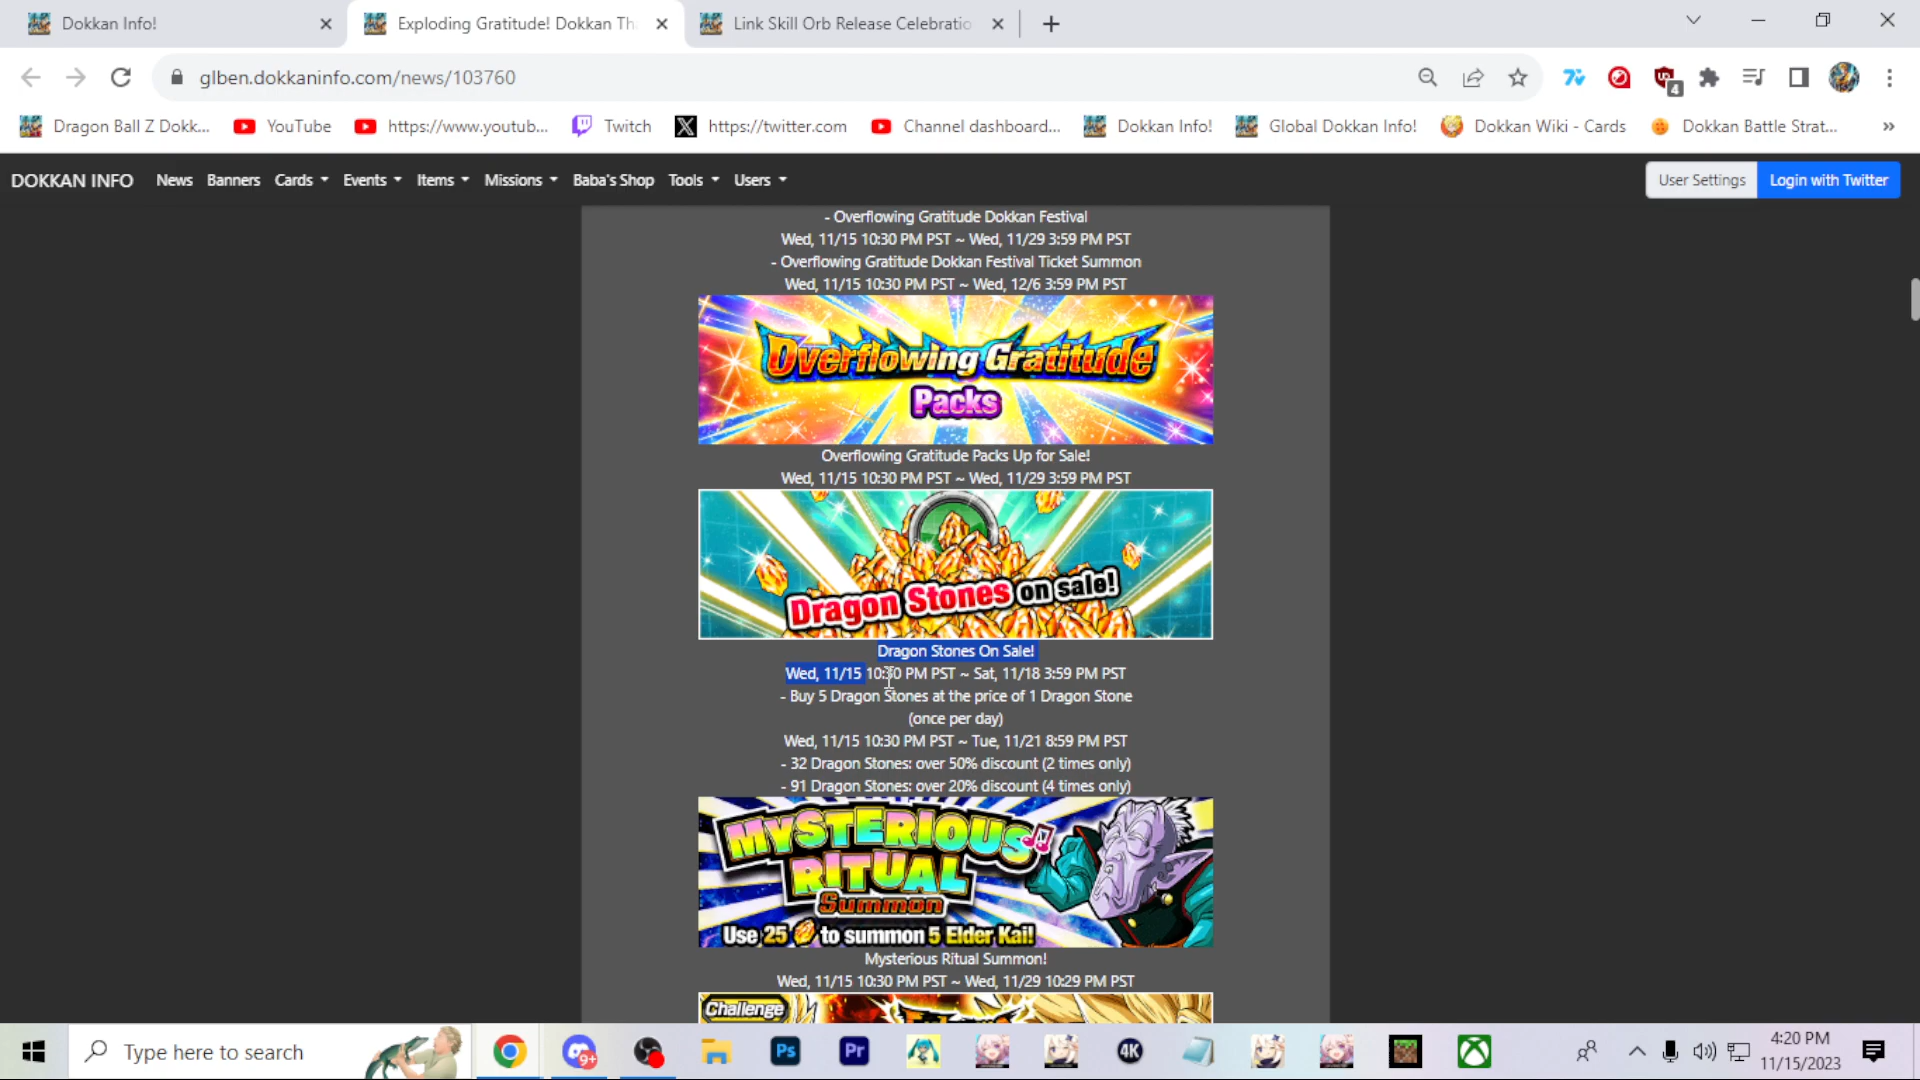 Dokkan Info!
Exploding Gratitude! Dokkan Th
Link Skill Orb Release Celebratio
glben.dokkaninfo.com/news/103760
4
Dragon Ball Z Dokk...
YouTube
https://www.youtub...
Twitch
https://twitter.com
Channel dashboard...
Dokkan Info!
Global Dokkan Info!
Dokkan Wiki - Cards
Dokkan Battle Strat...
»
DOKKAN INFO
News
Banners
Cards
Events
Items
Missions
Baba's Shop
Tools
Users
User Settings
Login with Twitter
- Overflowing Gratitude Dokkan Festival
Wed, 11/15 10:30 PM PST ~ Wed, 11/29 3:59 PM PST
- Overflowing Gratitude Dokkan Festival Ticket Summon
Wed, 11/15 10:30 PM PST ~ Wed, 12/6 3:59 PM PST
Overflowing Gratitude
Packs
Overflowing Gratitude Packs Up for Sale!
Wed, 11/15 10:30 PM PST ~ Wed, 11/29 3:59 PM PST
Dragon Stones on sale!
Dragon Stones On Sale!
Wed, 11/15 10:30 PM PST ~ Sat, 11/18 3:59 PM PST
- Buy 5 Dragon Stones at the price of 1 Dragon Stone
(once per day)
Wed, 11/15 10:30 PM PST ~ Tue, 11/21 8:59 PM PST
- 32 Dragon Stones: over 50% discount (2 times only)
- 91 Dragon Stones: over 20% discount (4 times only)
MYSTERIOUS
RITUAL
Summon
Use 25 to summon 5 Elder Kai!
Mysterious Ritual Summon!
Wed, 11/15 10:30 PM PST ~ Wed, 11/29 10:29 PM PST
Challenge
Type here to search
9+
Ps
Pr
4K
4:20 PM
11/15/2023